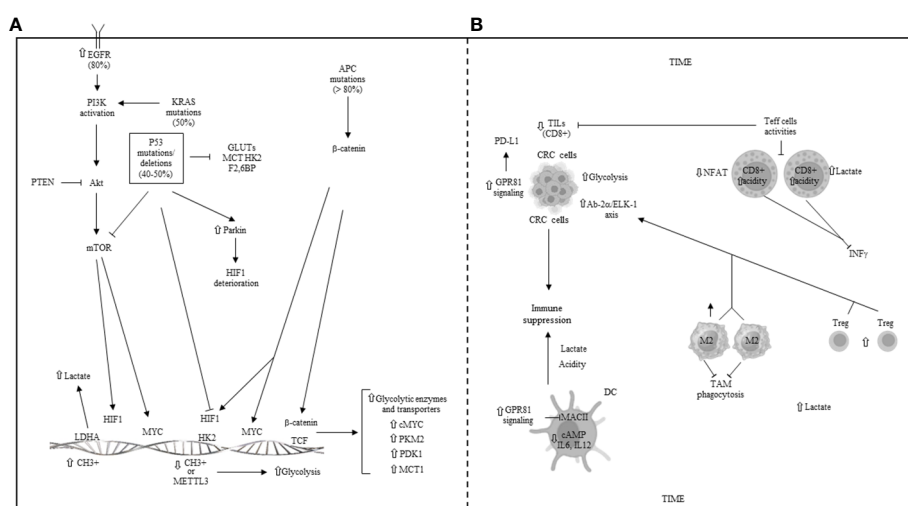 A
⇧EGFR
(80%)
PI3K
activation
KRAS
mutations
(50%)
APC
mutations
(> 80%)
P53
mutations/
deletions
(40-50%)
GLUTs
MCT HK2
F2,6BP
β-catenin
PTEN
Akt
mTOR
⇧ Parkin
HIF1
deterioration
⇧ Lactate
HIF1
MYC
HIF1
MYC
β-catenin
LDHA
HK2
TCF
⇧ CH3+
⇩ CH3+
or
METTL3
⇧Glycolysis
⇧Glycolytic enzymes
and transporters
⇧ cMYC
⇧ PKM2
⇧ PDK1
⇧ MCT1
B
TIME
⇩ TILs
(CD8+)
Teff cells
activities
PD-L1
CRC cells
⇧ GPR81
signaling
⇧Glycolysis
⇧Ab-2α/ELK-1
axis
CRC cells
⇩NFAT
CD8+
⇧acidity
CD8+
⇧acidity
⇧Lactate
INFγ
Immune
suppression
Lactate
Acidity
M2
M2
Treg
Treg
⇧
TAM
phagocytosis
DC
⇧GPR81
signaling
MACII
⇩ cAMP
IL6, IL12
⇧ Lactate
TIME